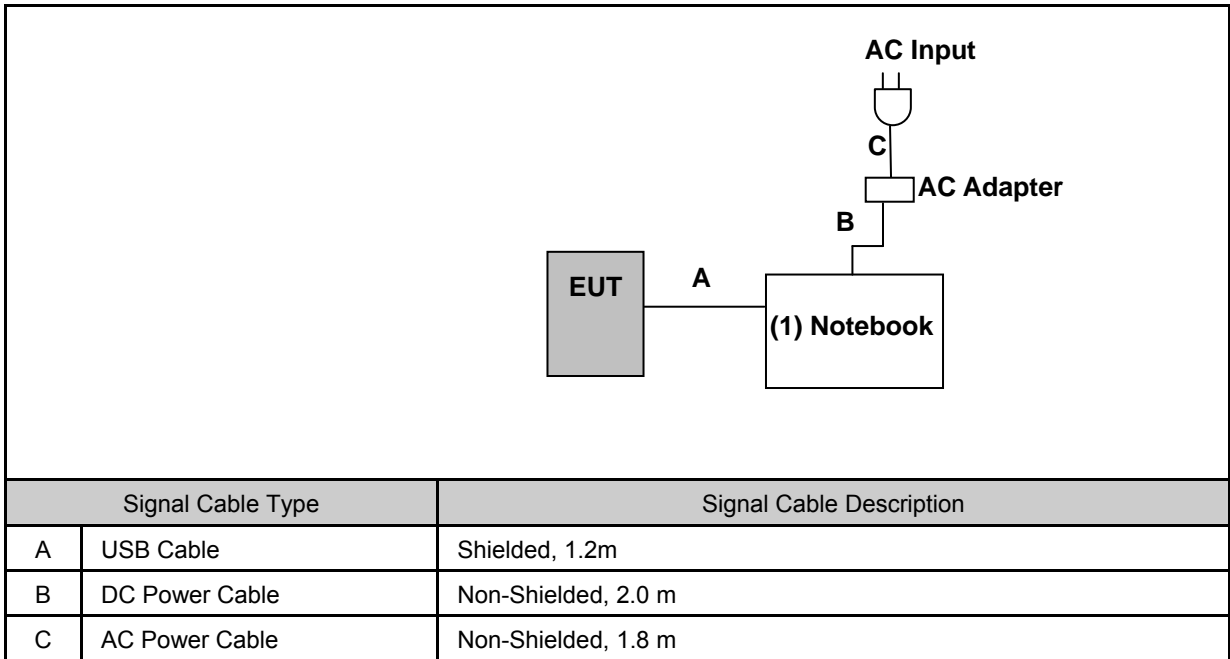 AC Input
C
AC Adapter
B
EUT
A
(1) Notebook
Signal Cable Type Signal Cable Description
A USB Cable Shielded, 1.2m
B DC Power Cable Non-Shielded, 2.0 m
C AC Power Cable Non-Shielded, 1.8 m